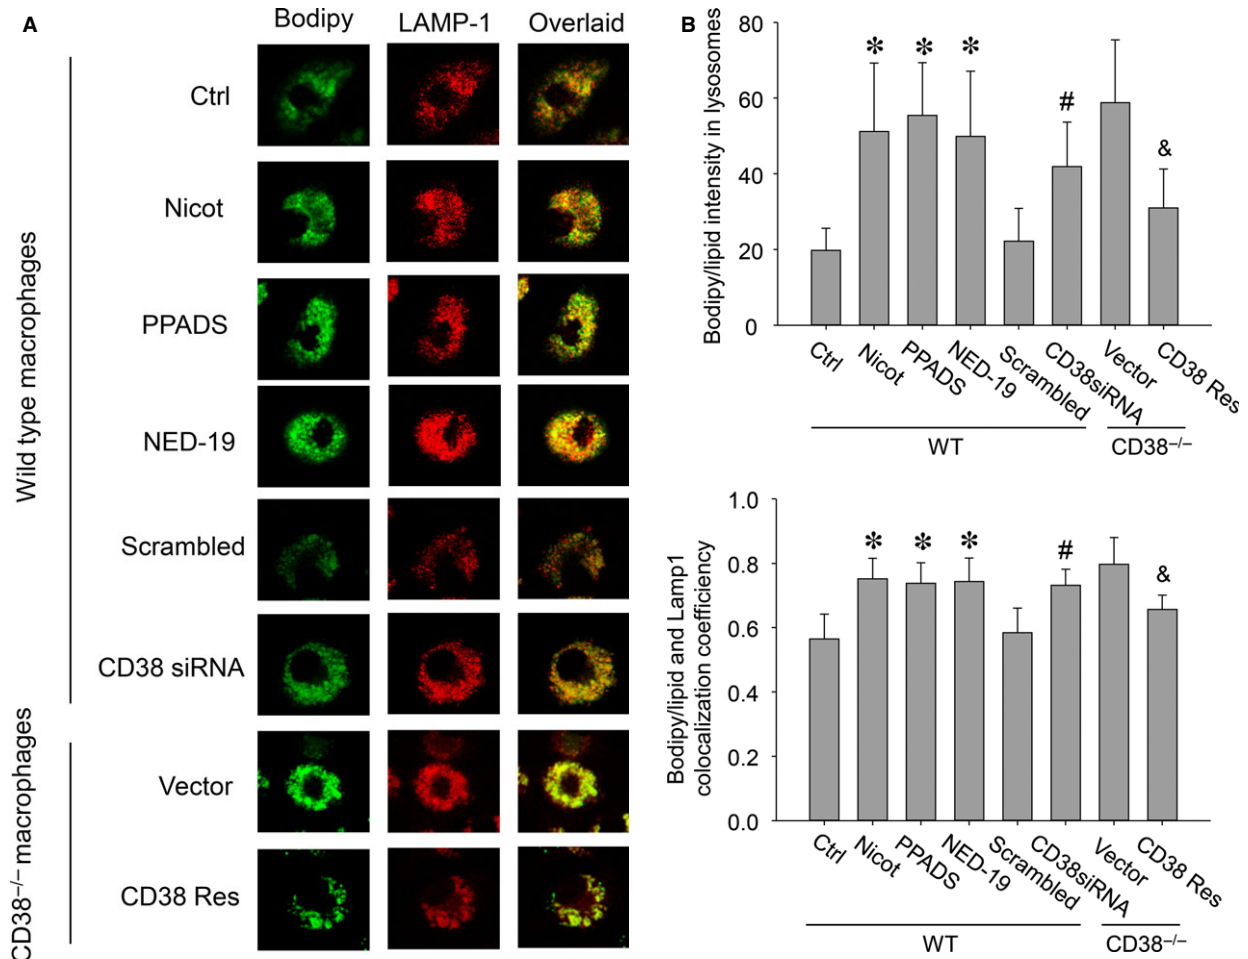 A
Bodipy LAMP-1 Overlaid
Wild type macrophages
Ctrl
Nicot
PPADS
NED-19
Scrambled
CD38 siRNA
CD38–/– macrophages
Vector
CD38 Res
B
Bodipy/lipid intensity in lysosomes
80
60
40
20
0
* * * # &
Ctrl Nicot PPADS NED-19 Scrambled CD38siRNA Vector CD38 Res
WT CD38–/–
Bodipy/lipid and Lamp1
colocalization coefficiency
1.0
0.8
0.6
0.4
0.2
0.0
* * * # &
Ctrl Nicot PPADS NED-19 Scrambled CD38siRNA Vector CD38 Res
WT CD38–/–